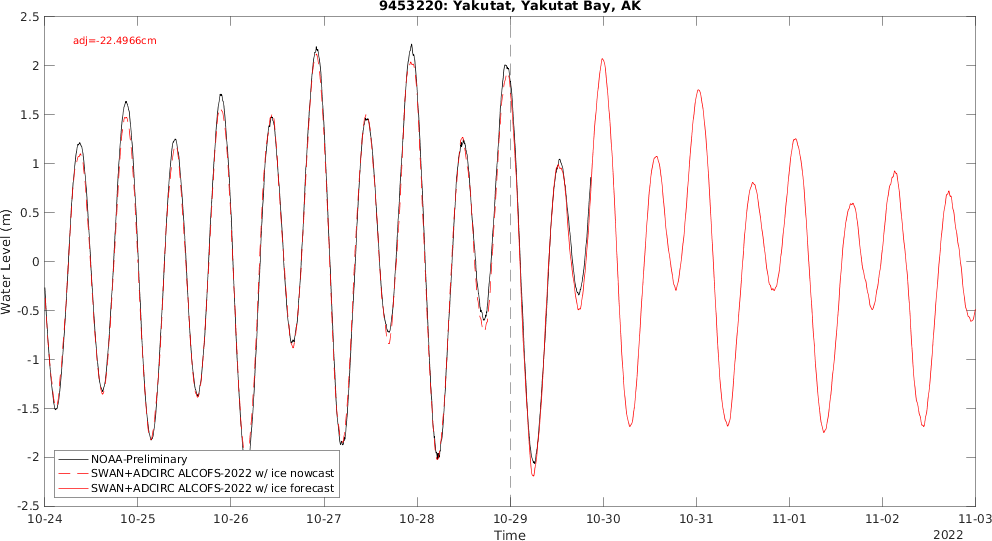 9453220: Yakutat, Yakutat Bay, AK
adj=-22.4966cm
2.5
2
1.5
1
0.5
0
-0.5
-1
-1.5
-2
-2.5
Water Level (m)
NOAA-Preliminary
SWAN+ADCIRC ALCOFS-2022 w/ ice nowcast
SWAN+ADCIRC ALCOFS-2022 w/ ice forecast
10-24 10-25 10-26 10-27 10-28 10-29 10-30 10-31 11-01 11-02 11-03
Time
2022